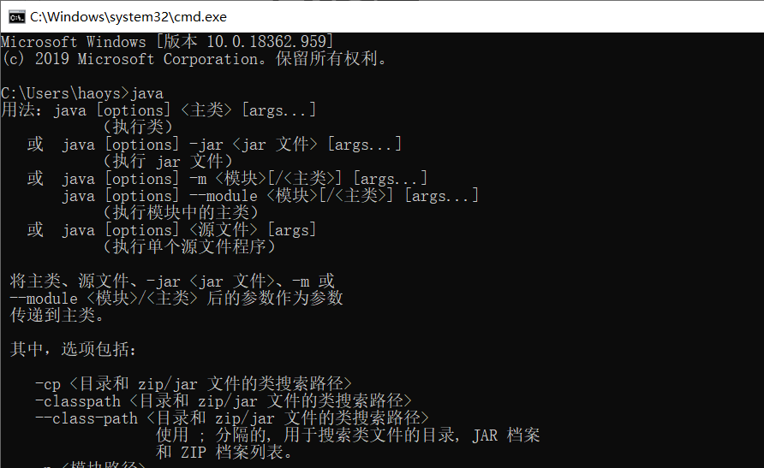 C:\Windows\system32\cmd.exe
Microsoft Windows [版本 10.0.18362.959]
(c) 2019 Microsoft Corporation。保留所有权利。
C:\Users\haoys>java
用法：java [options] <主类> [args...]
（执行类）
或 java [options] -jar <jar 文件> [args...]
（执行 jar 文件）
或 java [options] -m <模块>[/<主类>] [args...]
java [options] --module <模块>[/<主类>] [args...]
（执行模块中的主类）
或 java [options] <源文件> [args]
（执行单个源文件程序）
将主类、源文件、-jar <jar 文件>、-m 或
--module <模块>/<主类> 后的参数作为参数
传递到主类。
其中，选项包括：
-cp <目录和 zip/jar 文件的类搜索路径>
-classpath <目录和 zip/jar 文件的类搜索路径>
--class-path <目录和 zip/jar 文件的类搜索路径>
使用 ; 分隔的, 用于搜索类文件的目录, JAR 档案
和 ZIP 档案列表。
-p <模块路径>